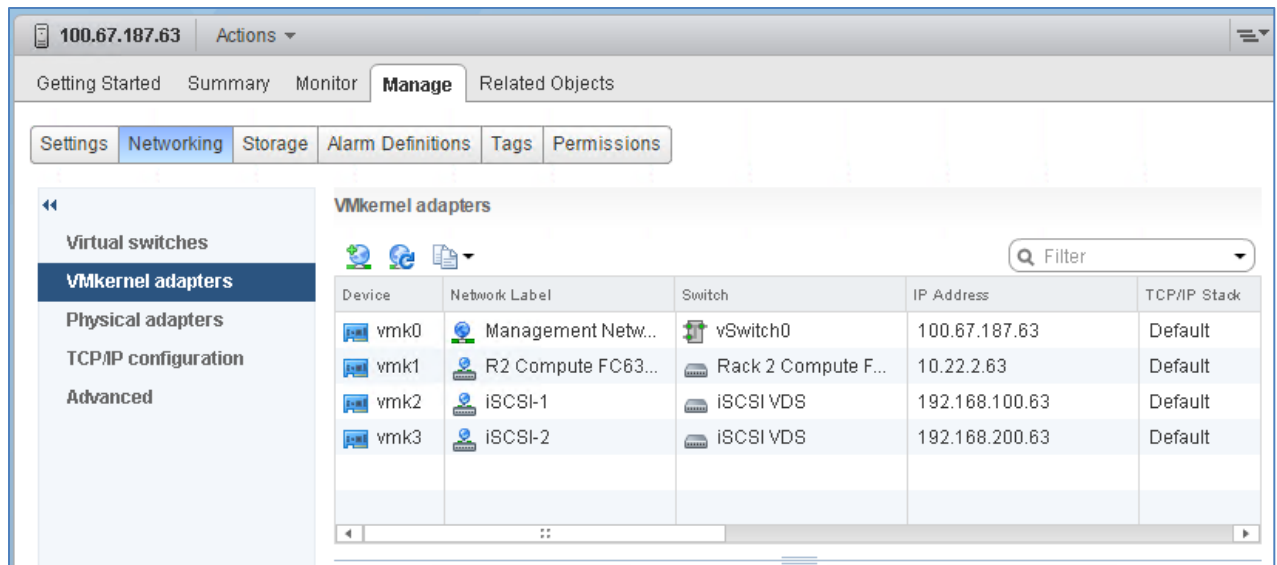 100.67.187.63 Actions
Getting Started Summary Monitor Manage Related Objects
Settings Networking Storage Alarm Definitions Tags Permissions
Virtual switches
VMkernel adapters
Physical adapters
TCP/IP configuration
Advanced
VMkernel adapters
Filter
Device Network Label Switch IP Address TCP/IP Stack
vmk0 Management Netw... vSwitch0 100.67.187.63 Default
vmk1 R2 Compute FC63... Rack 2 Compute F... 10.22.2.63 Default
vmk2 iSCSI-1 iSCSI VDS 192.168.100.63 Default
vmk3 iSCSI-2 iSCSI VDS 192.168.200.63 Default